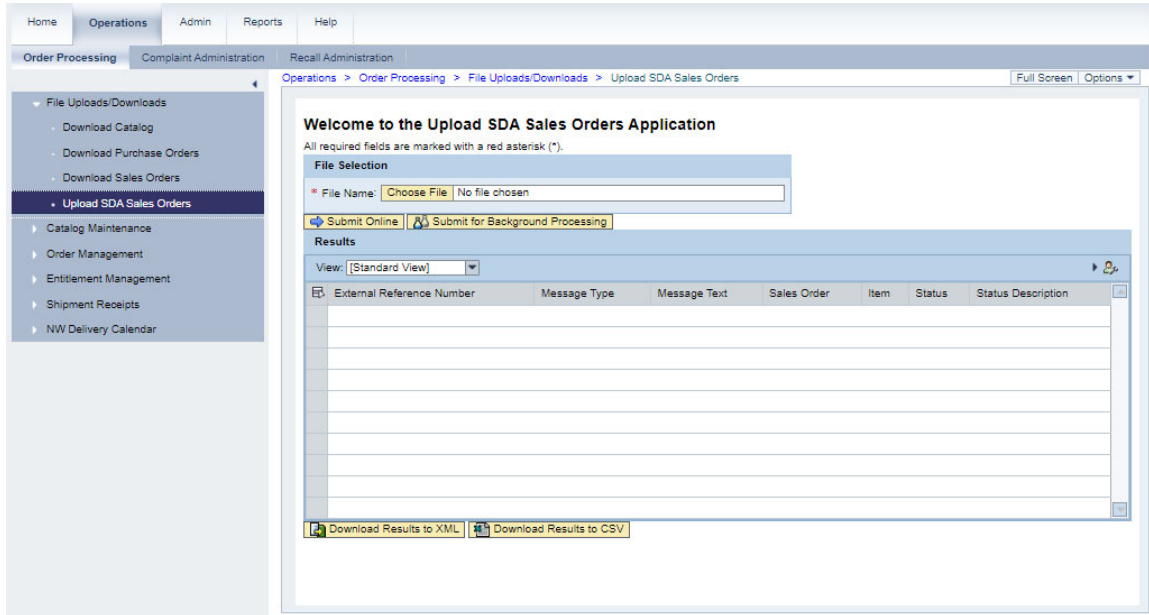 Home Operations Admin Reports Help
Order Processing Complaint Administration Recall Administration
Operations > Order Processing > File Uploads/Downloads > Upload SDA Sales Orders Full Screen Options
File Uploads/Downloads
Download Catalog
Download Purchase Orders
Download Sales Orders
Upload SDA Sales Orders
Catalog Maintenance
Order Management
Entitlement Management
Shipment Receipts
NW Delivery Calendar
Welcome to the Upload SDA Sales Orders Application
All required fields are marked with a red asterisk (*).
File Selection
* File Name: Choose File No file chosen
Submit Online Submit for Background Processing
Results
View: [Standard View]
External Reference Number Message Type Message Text Sales Order Item Status Status Description
Download Results to XML Download Results to CSV